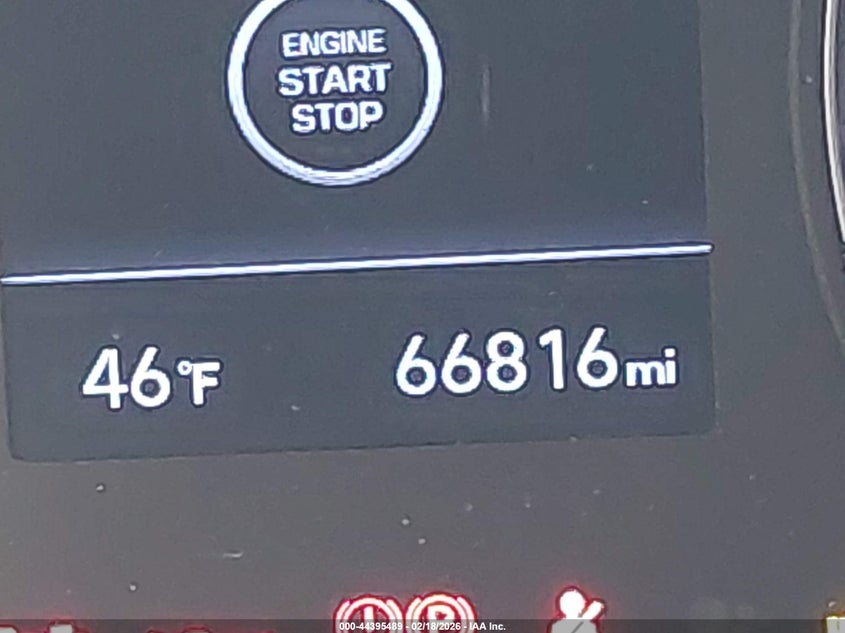 ENGINE
START
STOP
46°F 66816mi
000-44395489 - 02/18/2026 - IAA Inc.